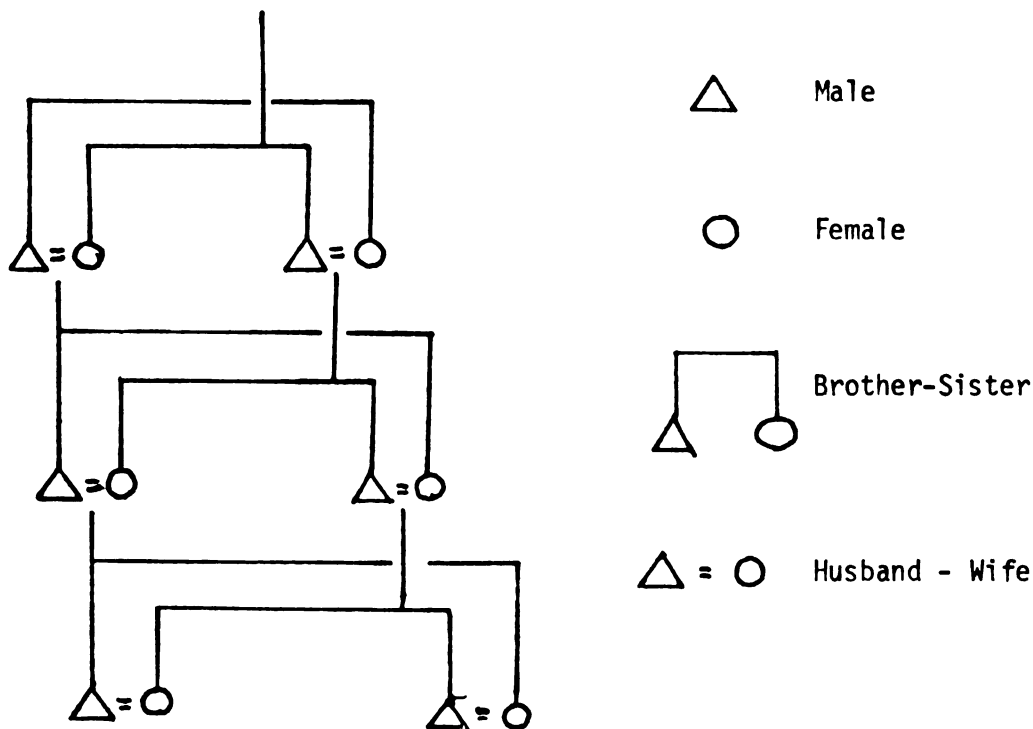 Male
Female
Brother-Sister
= Husband - Wife
= =
= =
= =